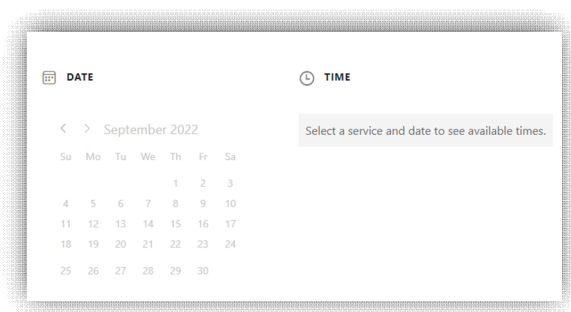 DATE
TIME
September 2022
Select a service and date to see available times.
Su Mo Tu We Th Fr Sa
1 2 3
4 5 6 7 8 9 10
11 12 13 14 15 16 17
18 19 20 21 22 23 24
25 26 27 28 29 30